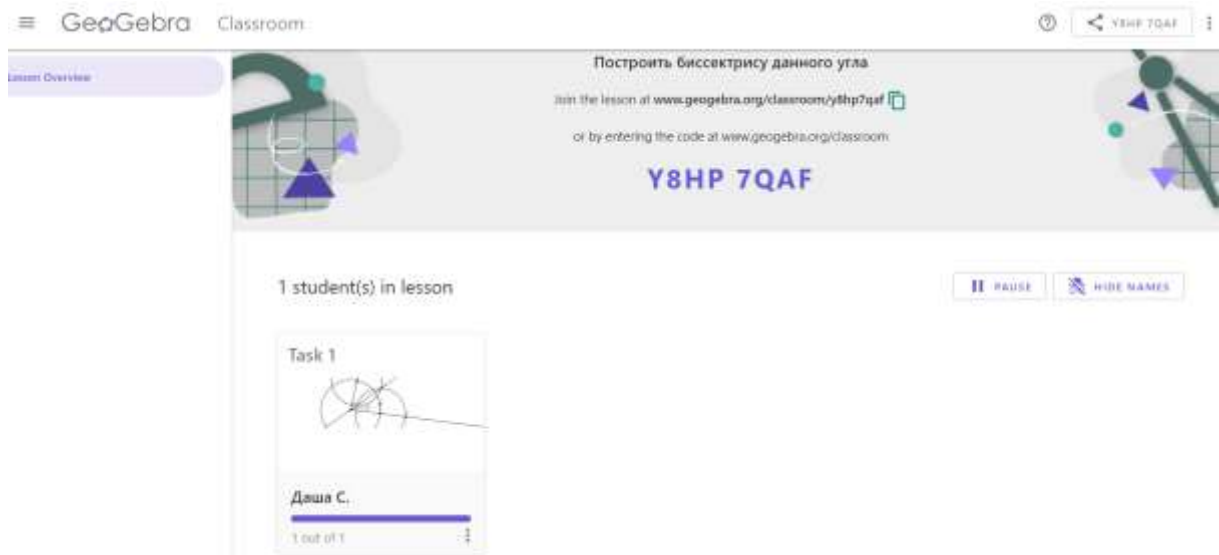 GeoGebra Classroom
Y8HP 7QAF
Lesson Overview
Построить биссектрису данного угла
Join the lesson at www.geogebra.org/classroom/y8hp7qaf
or by entering the code at www.geogebra.org/classroom
Y8HP 7QAF
1 student(s) in lesson
PAUSE
HIDE NAMES
Task 1
Даша С.
1 out of 1